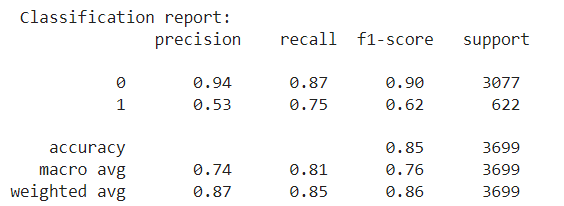 Classification report:
precision recall f1-score support
0 0.94 0.87 0.90 3077
1 0.53 0.75 0.62 622
accuracy 0.85 3699
macro avg 0.74 0.81 0.76 3699
weighted avg 0.87 0.85 0.86 3699